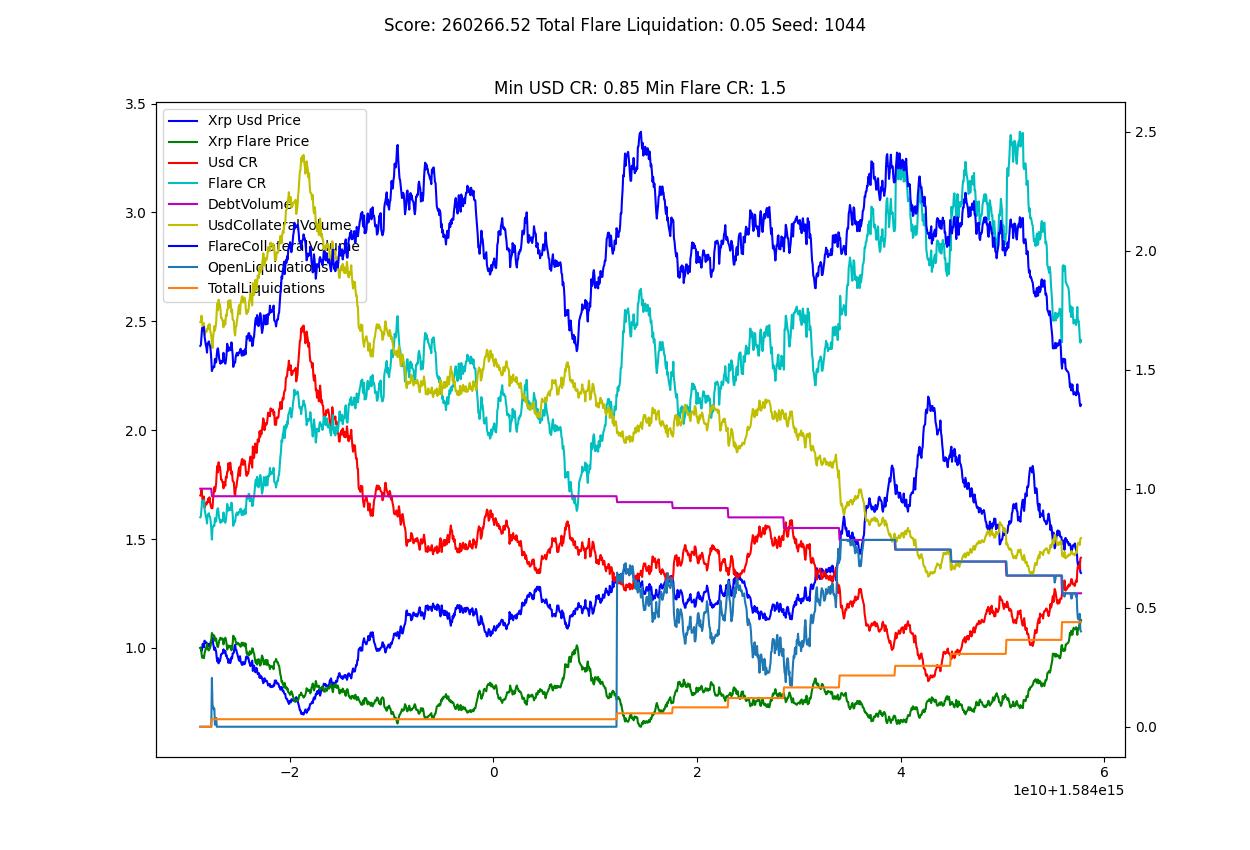 Score: 260266.52 Total Flare Liquidation: 0.05 Seed: 1044
Min USD CR: 0.85 Min Flare CR: 1.5
3.5
3.0
2.5
2.0
1.5
1.0
Xrp Usd Price
Xrp Flare Price
Usd CR
Flare CR
DebtVolume
UsdCollateralVolume
FlareCollateralVolume
OpenLiquidations
TotalLiquidations
2.5
2.0
1.5
1.0
0.5
0.0
−2
0
2
4
6
1e10+1.584e15